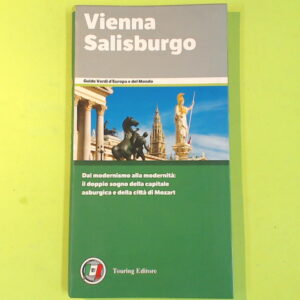 Vienna
Salisburgo
Guide Verdi d'Europa e del Mondo
Dal modernismo alla modernità:
il doppio sogno della capitale
asburgica e della città di Mozart
Touring Editore